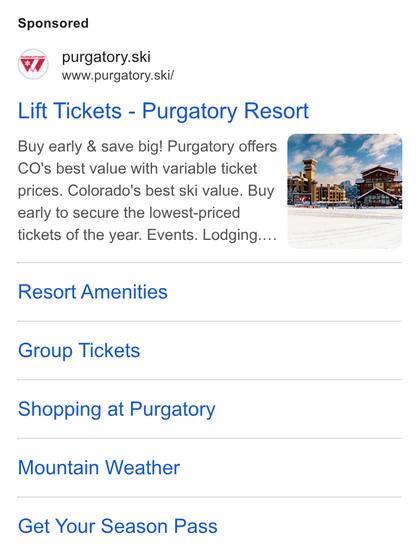 Sponsored
purgatory.ski
www.purgatory.ski/
Lift Tickets - Purgatory Resort
Buy early & save big! Purgatory offers
CO's best value with variable ticket
prices. Colorado's best ski value. Buy
early to secure the lowest-priced
tickets of the year. Events. Lodging....
Resort Amenities
Group Tickets
Shopping at Purgatory
Mountain Weather
Get Your Season Pass